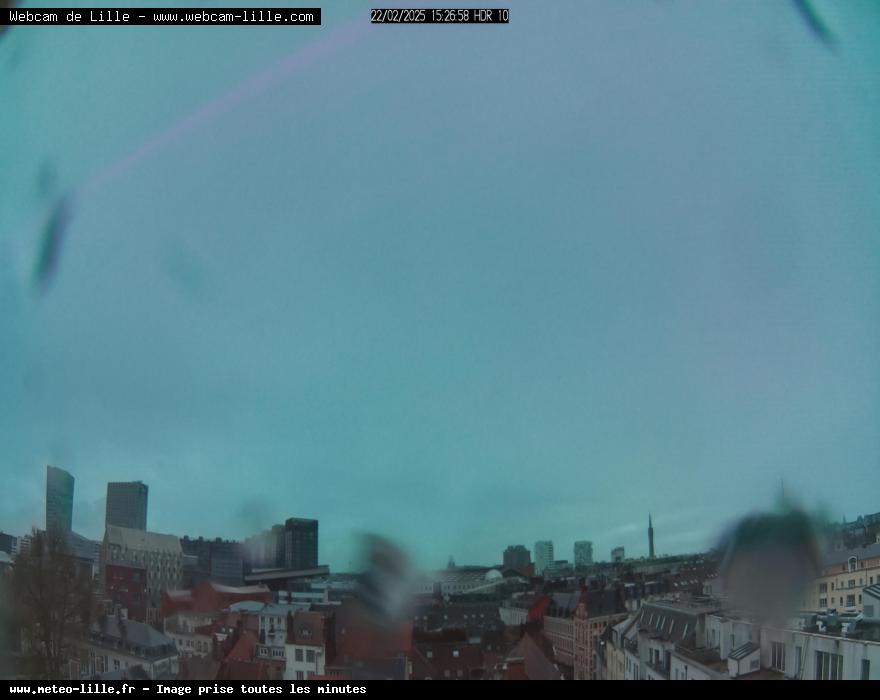 Webcam de Lille - www.webcam-lille.com
22/02/2025 15:26:58 HDR 10
www.meteo-lille.fr - Image prise toutes les minutes